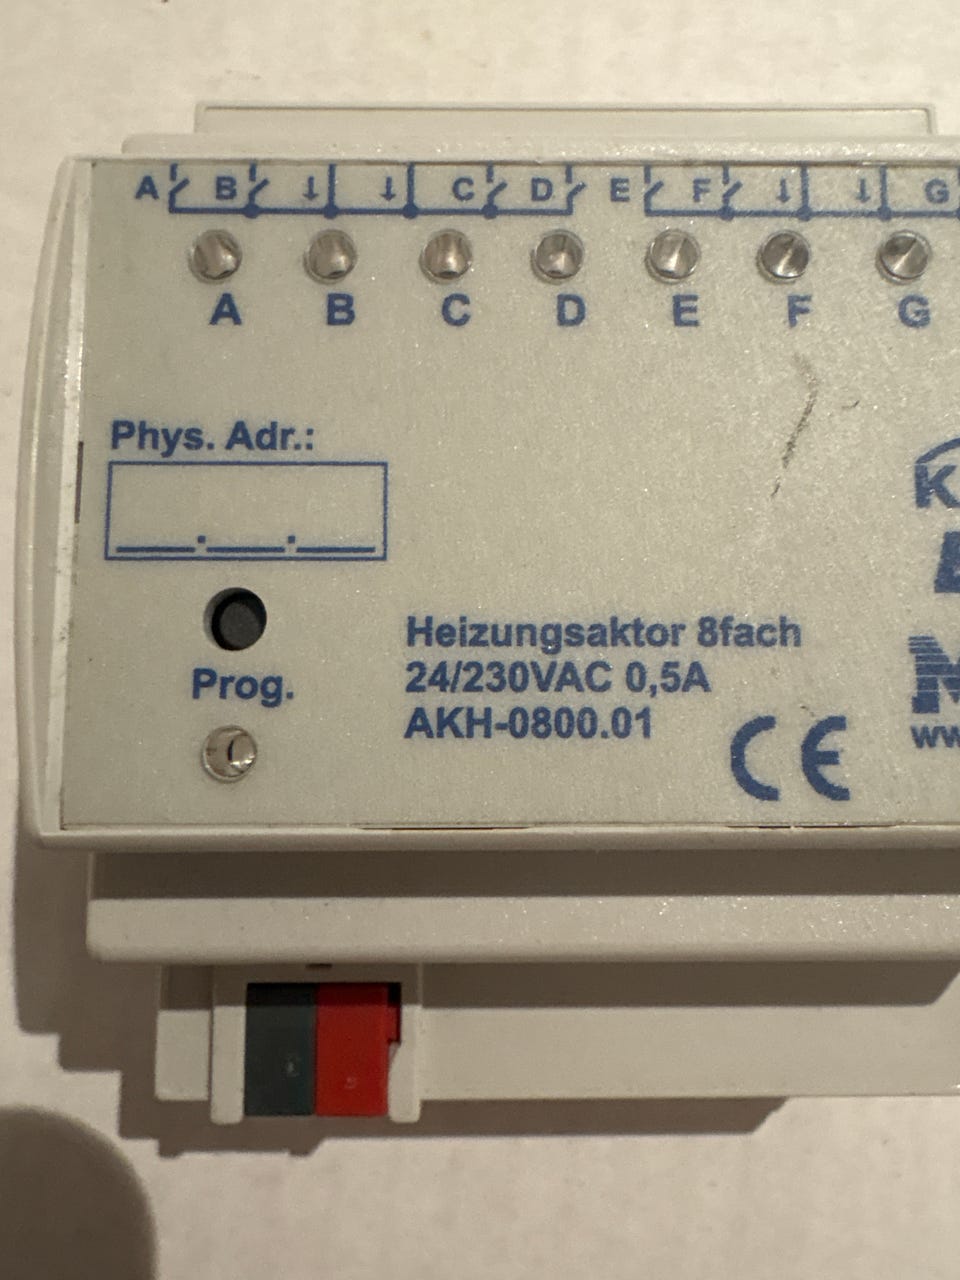 A B ↓ ↓ C D E F ↓ ↓ G
A B C D E F G
Phys. Adr.:
Heizungsaktor 8fach
24/230VAC 0,5A
AKH-0800.01
Prog.
CE